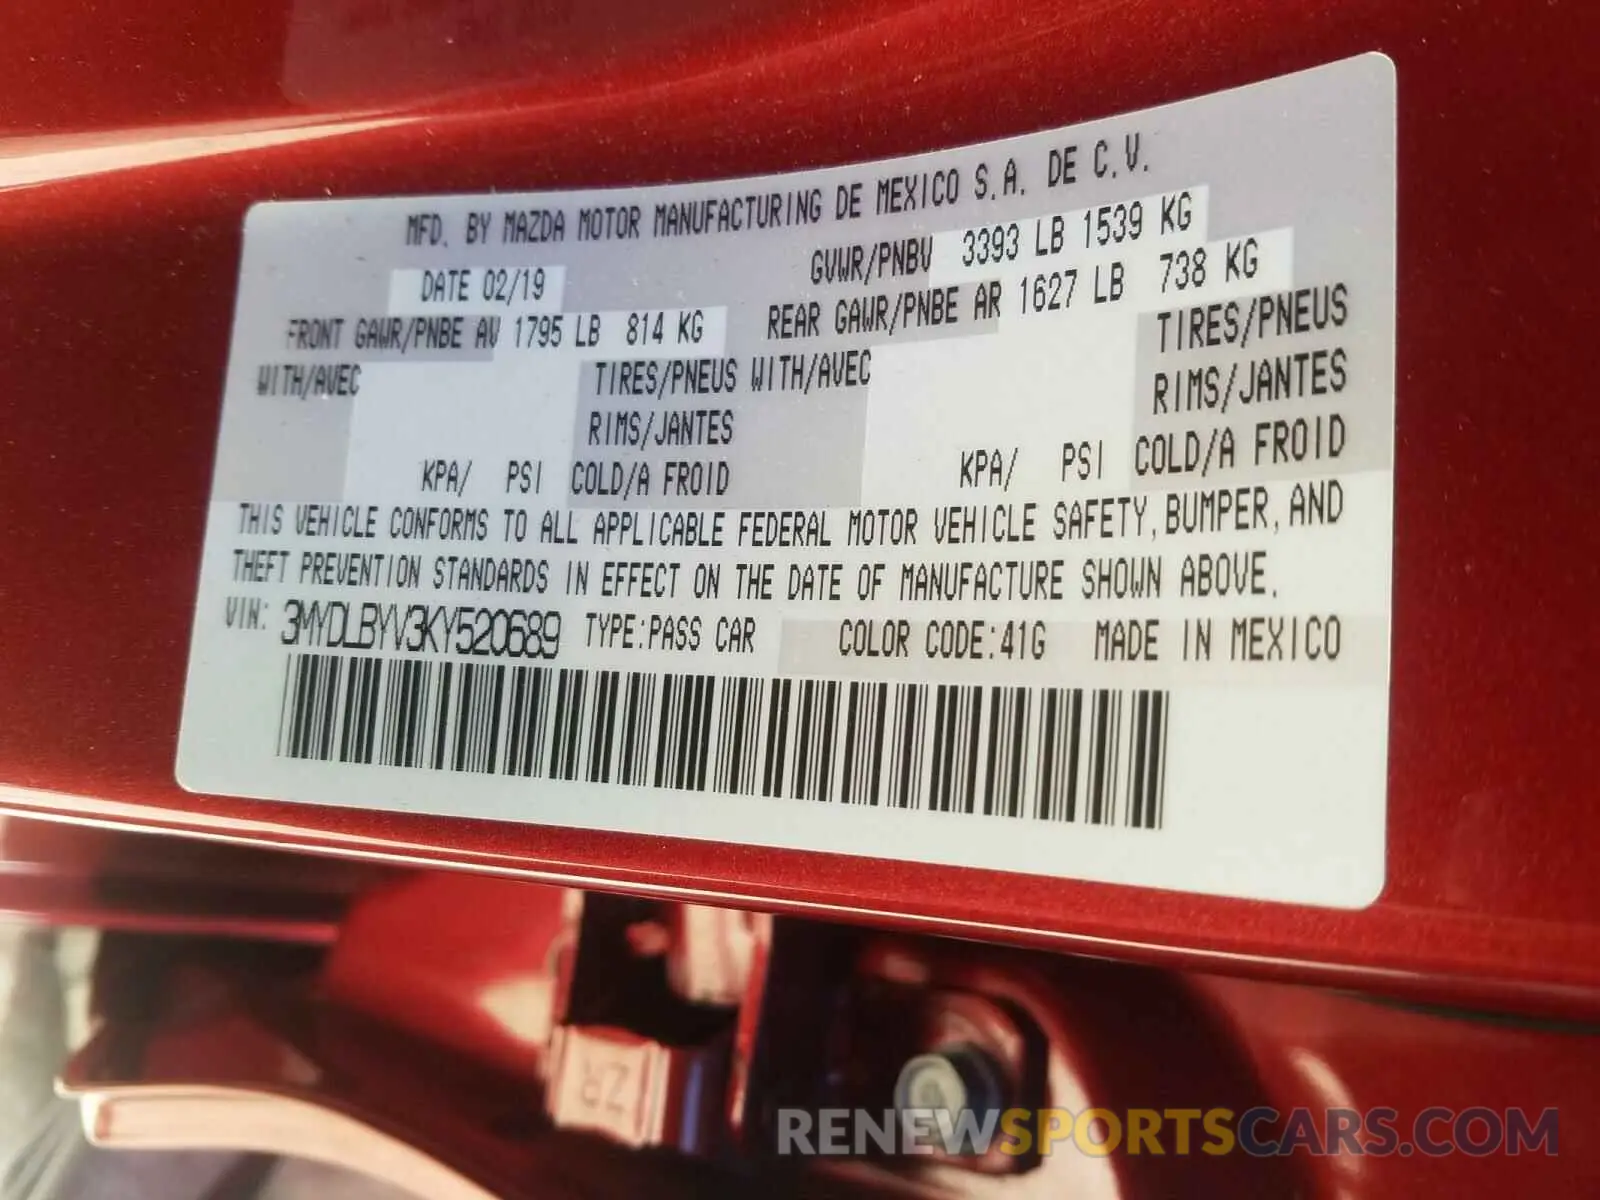 MFD. BY MAZDA MOTOR MANUFACTURING DE MEXICO S.A. DE C.V.
DATE 02/19 GVWR/PNBV 3393 LB 1539 KG
FRONT GAWR/PNBE AV 1795 LB 814 KG REAR GAWR/PNBE AR 1627 LB 738 KG
WITH/AVEC TIRES/PNEUS WITH/AVEC TIRES/PNEUS
RIMS/JANTES RIMS/JANTES
KPA/ PSI COLD/A FROID KPA/ PSI COLD/A FROID
THIS VEHICLE CONFORMS TO ALL APPLICABLE FEDERAL MOTOR VEHICLE SAFETY, BUMPER, AND
THEFT PREVENTION STANDARDS IN EFFECT ON THE DATE OF MANUFACTURE SHOWN ABOVE.
VIN: 3MYDLBYV3KY520689 TYPE:PASS CAR COLOR CODE:41G MADE IN MEXICO
ZR
RENEWSPORTSCARS.COM